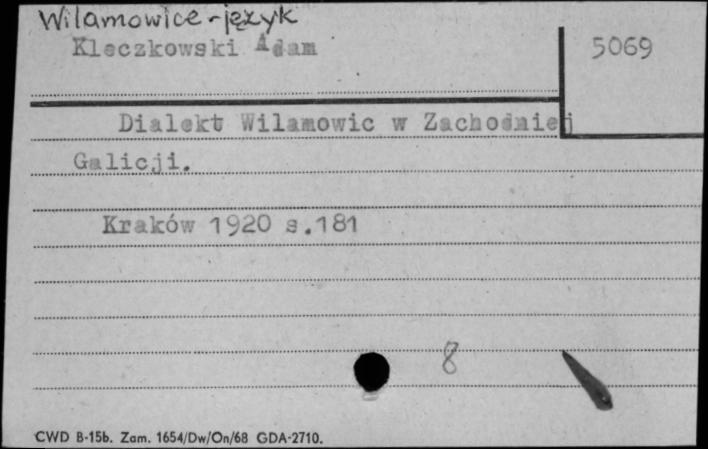 Wilamowice-język
Kleczkowski Adam
5069
Dialekt Wilamowic w Zachodniej
Galicji.
Kraków 1920 s.181
8
CWD B-15b. Zam. 1654/Dw/On/68 GDA-2710.